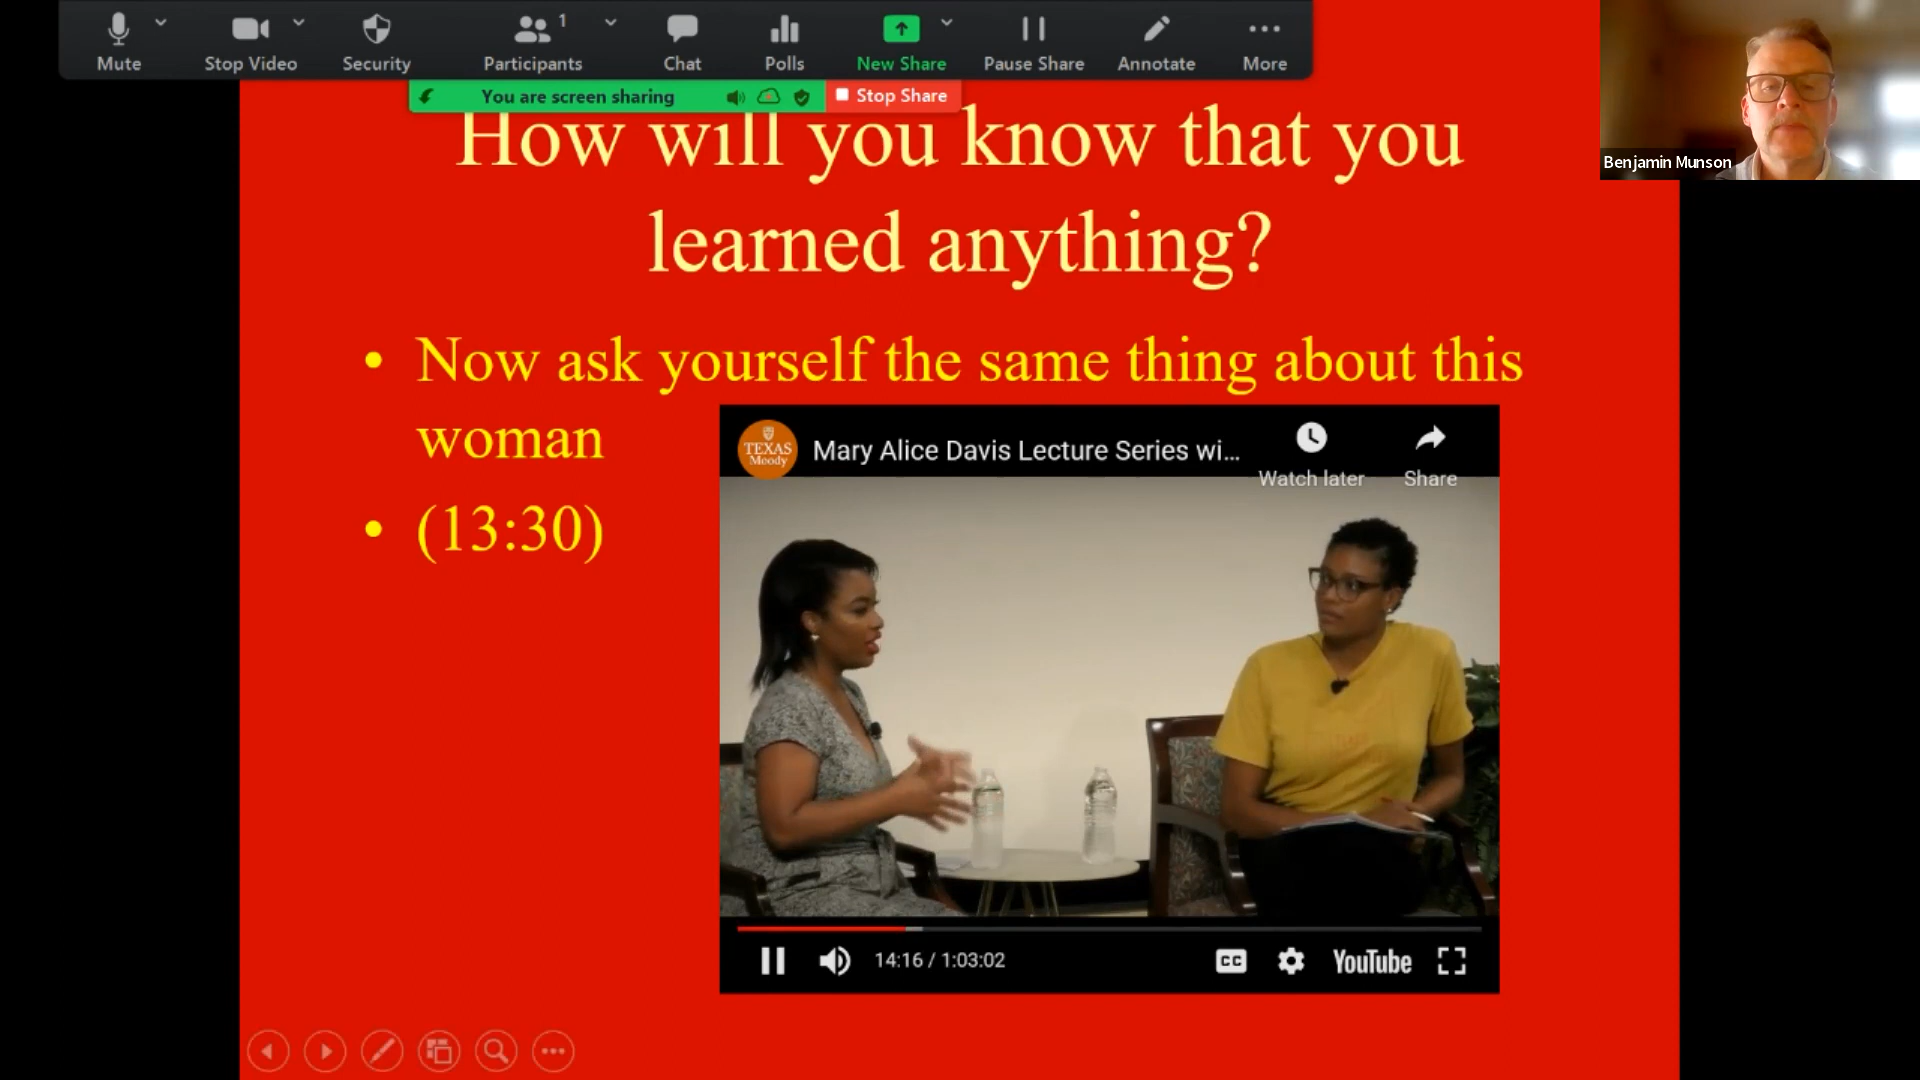 1
Mute
Stop Video
Security
Participants
Chat
Polls
New Share
Pause Share
Annotate
More
You are screen sharing
Stop Share
Benjamin Munson
How will you know that you
learned anything?
• Now ask yourself the same thing about this
woman
• (13:30)
TEXAS
Moody
Mary Alice Davis Lecture Series wi...
Watch later
Share
14:16 / 1:03:02
CC
YouTube